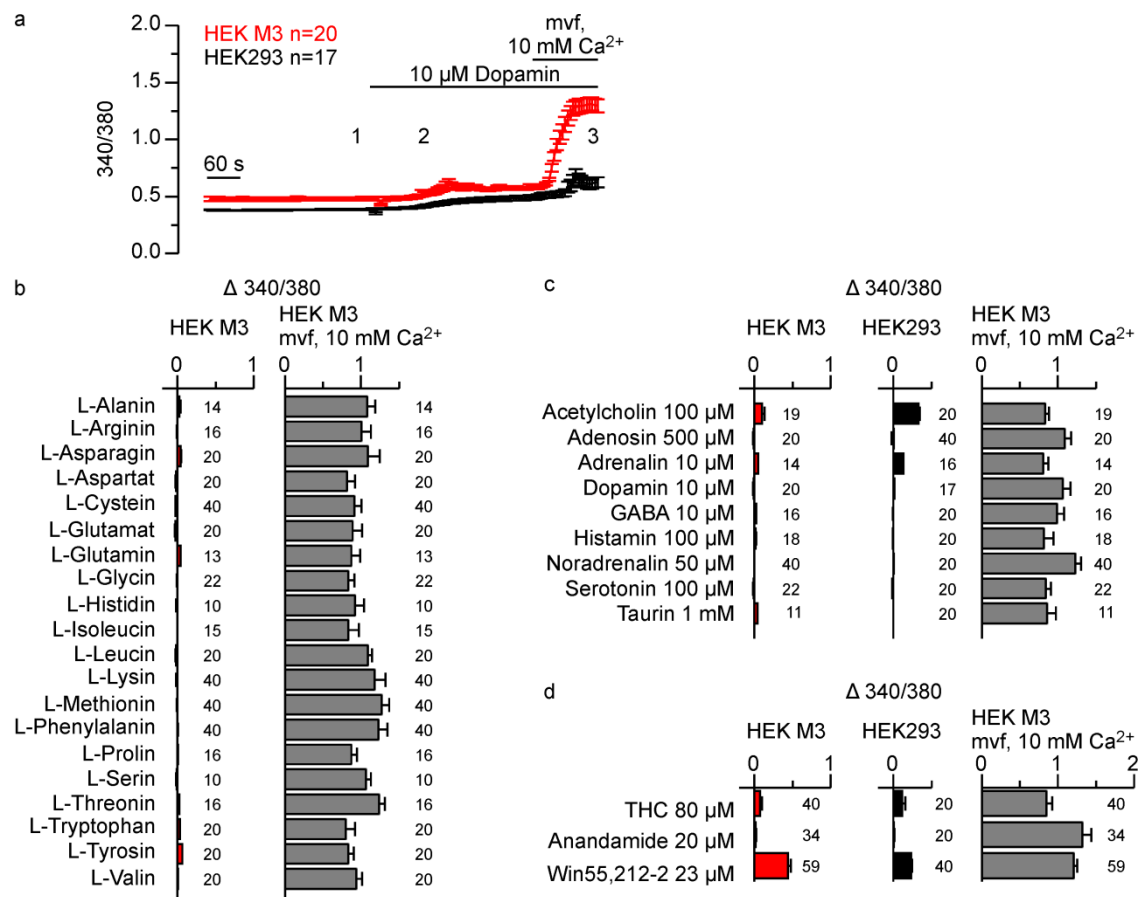 a
2.0
1.5
1.0
0.5
0.0
340/380
HEK M3 n=20
HEK293 n=17
mvf,
10 mM Ca²⁺
10 µM Dopamin
1 2 3
60 s
b
Δ 340/380
HEK M3
HEK M3
mvf, 10 mM Ca²⁺
0 1 0 1
L-Alanin 14 14
L-Arginin 16 16
L-Asparagin 20 20
L-Aspartat 20 20
L-Cystein 40 40
L-Glutamat 20 20
L-Glutamin 13 13
L-Glycin 22 22
L-Histidin 10 10
L-Isoleucin 15 15
L-Leucin 20 20
L-Lysin 40 40
L-Methionin 40 40
L-Phenylalanin 40 40
L-Prolin 16 16
L-Serin 10 10
L-Threonin 16 16
L-Tryptophan 20 20
L-Tyrosin 20 20
L-Valin 20 20
c
Δ 340/380
HEK M3
HEK293
HEK M3
mvf, 10 mM Ca²⁺
0 1 0 0 1
Acetylcholin 100 µM 19 20 19
Adenosin 500 µM 20 40 20
Adrenalin 10 µM 14 16 14
Dopamin 10 µM 20 17 20
GABA 10 µM 16 20 16
Histamin 100 µM 18 20 18
Noradrenalin 50 µM 40 20 40
Serotonin 100 µM 22 20 22
Taurin 1 mM 11 20 11
d
Δ 340/380
HEK M3
HEK293
HEK M3
mvf, 10 mM Ca²⁺
0 1 0 0 1 2
THC 80 µM 40 20 40
Anandamide 20 µM 34 20 34
Win55,212-2 23 µM 59 40 59